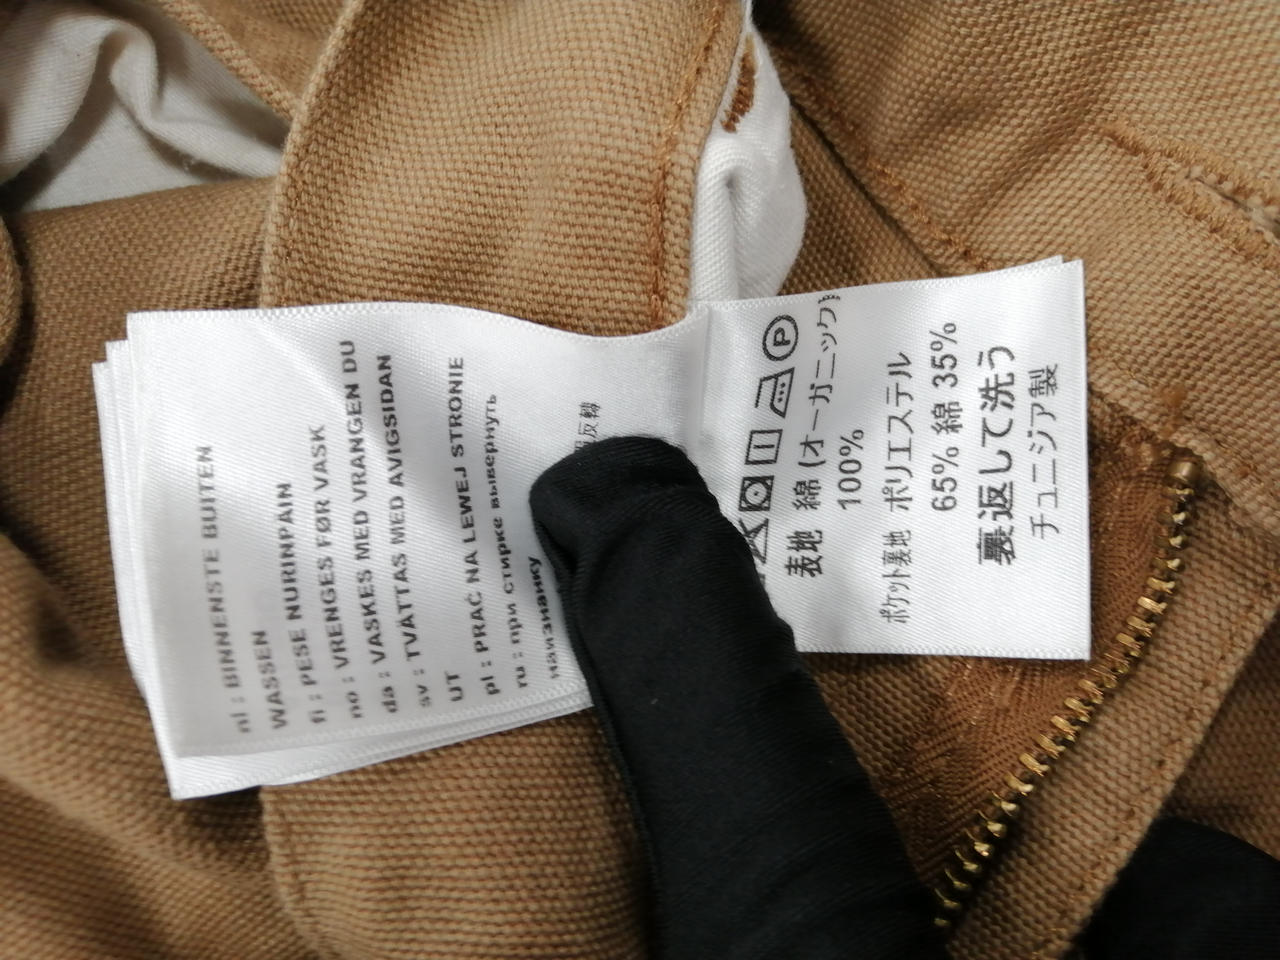 nl : BINNENSTE BUITEN
WASSEN
fi : PESE NURINPÄIN
no : VRENGES FØR VASK
da : VASKES MED VRANGEN DU
sv : TVÄTTAS MED AVIGSIDAN
UT
pl : PRAĆ NA LEWEJ STRONIE
ru : при стирке вывернуть
наизнанку
反轉
P
表地 綿 (オーガニック)
100%
ポケット裏地 ポリエステル
65% 綿 35%
裏返して洗う
チュニジア製